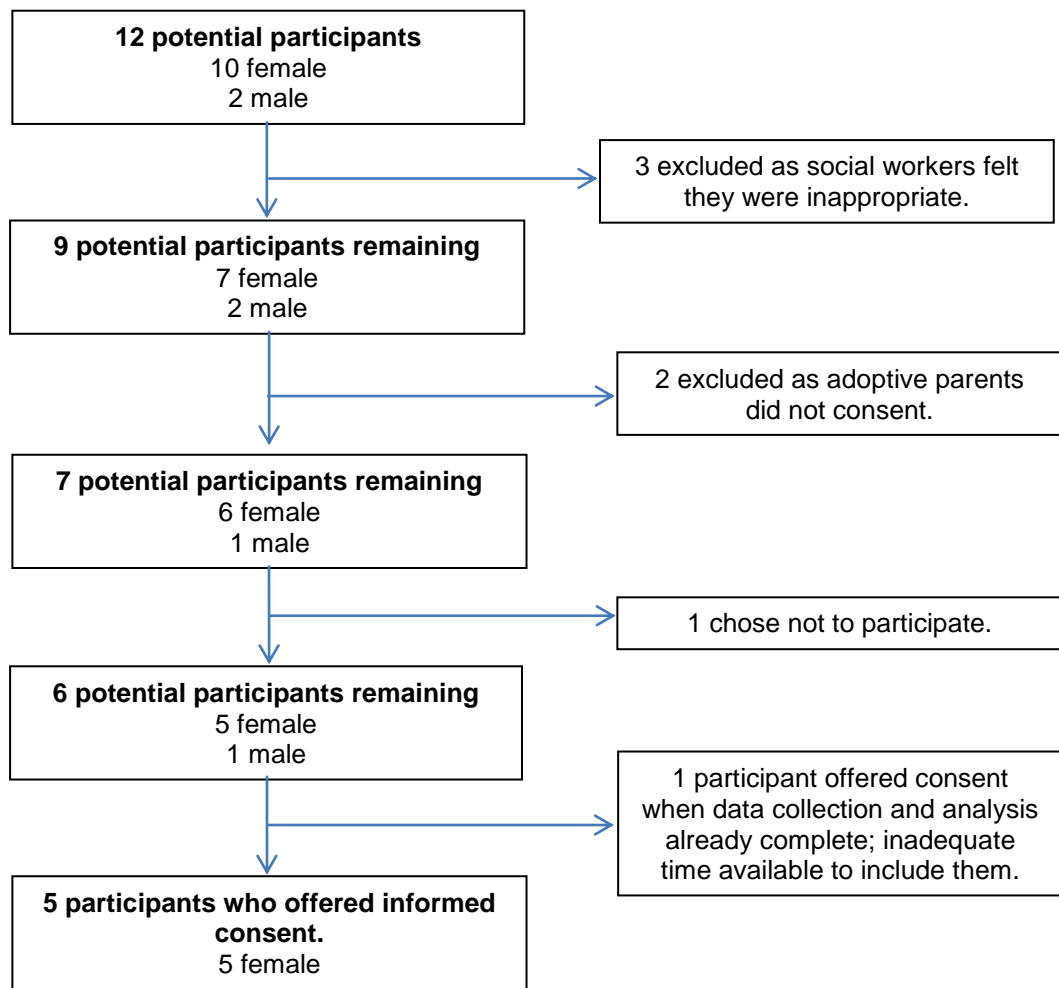 12 potential participants
10 female
2 male
3 excluded as social workers felt
they were inappropriate.
9 potential participants remaining
7 female
2 male
2 excluded as adoptive parents
did not consent.
7 potential participants remaining
6 female
1 male
1 chose not to participate.
6 potential participants remaining
5 female
1 male
1 participant offered consent
when data collection and analysis
already complete; inadequate
time available to include them.
5 participants who offered informed
consent.
5 female